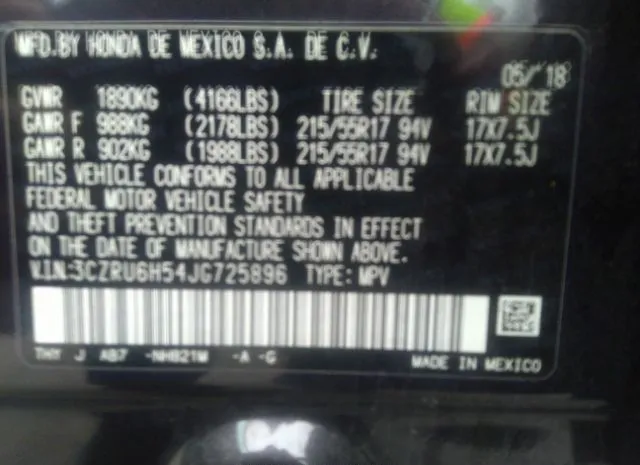 MFD.BY HONDA DE MEXICO S.A. DE C.V.
05/18
GVWR 1890KG (4166LBS) TIRE SIZE RIM SIZE
GAWR F 988KG (2178LBS) 215/55R17 94V 17X7.5J
GAWR R 902KG (1988LBS) 215/55R17 94V 17X7.5J
THIS VEHICLE CONFORMS TO ALL APPLICABLE
FEDERAL MOTOR VEHICLE SAFETY
AND THEFT PREVENTION STANDARDS IN EFFECT
ON THE DATE OF MANUFACTURE SHOWN ABOVE.
V.I.N:3CZRU6H54JG725896 TYPE: MPV
J AB7 -NH821M -A -G MADE IN MEXICO